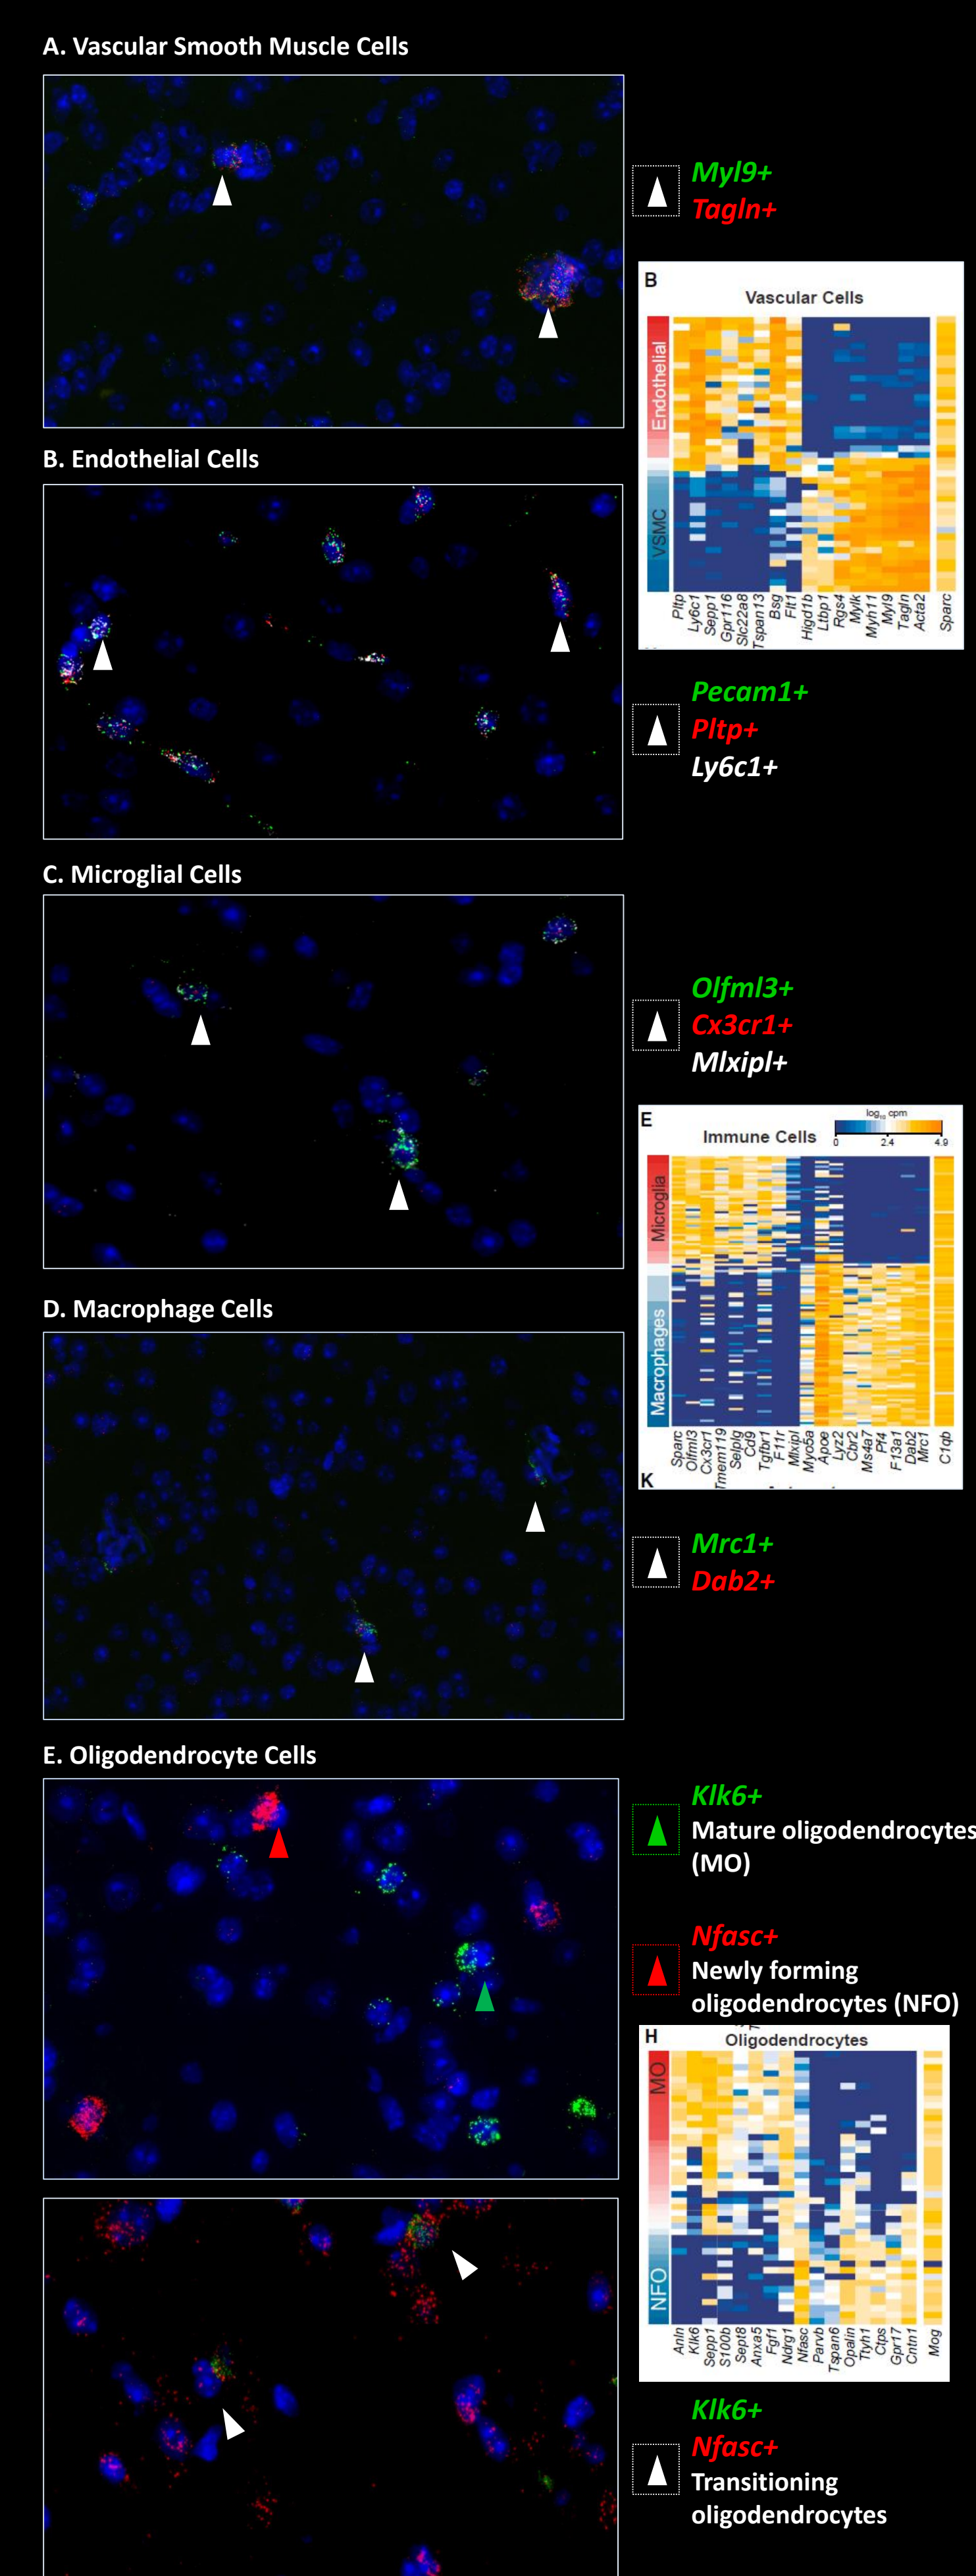 A. Vascular Smooth Muscle Cells
Myl9+
Tagln+
B
Vascular Cells
Endothelial
VSMC
Pltp
Ly6c1
Sepp1
Gpr116
Slc22a8
Tspan13
Bsg
Flt1
Higd1b
Ltbp1
Rgs4
Mylk
Myh11
Myl9
Tagln
Acta2
Sparc
B. Endothelial Cells
Pecam1+
Pltp+
Ly6c1+
C. Microglial Cells
Olfml3+
Cx3cr1+
Mlxipl+
E
Immune Cells
log10 cpm
0 2.4 4.9
Microglia
Macrophages
Sparc
Olfml3
Cx3cr1
Tmem119
Selplg
Cd9
Tgfbr1
F11r
Mlxipl
Myo5a
Apoe
Lyz2
Cbr2
Ms4a7
Pf4
F13a1
Dab2
Mrc1
C1qb
K
D. Macrophage Cells
Mrc1+
Dab2+
E. Oligodendrocyte Cells
Klk6+
Mature oligodendrocytes
(MO)
Nfasc+
Newly forming
oligodendrocytes (NFO)
H
Oligodendrocytes
MO
NFO
Anln
Klk6
Sepp1
S100b
Sept8
Anxa5
Fgf1
Ndrg1
Nfasc
Parvb
Tspan6
Opalin
Ttyh1
Ctps
Gpr17
Cntn1
Mog
Klk6+
Nfasc+
Transitioning
oligodendrocytes